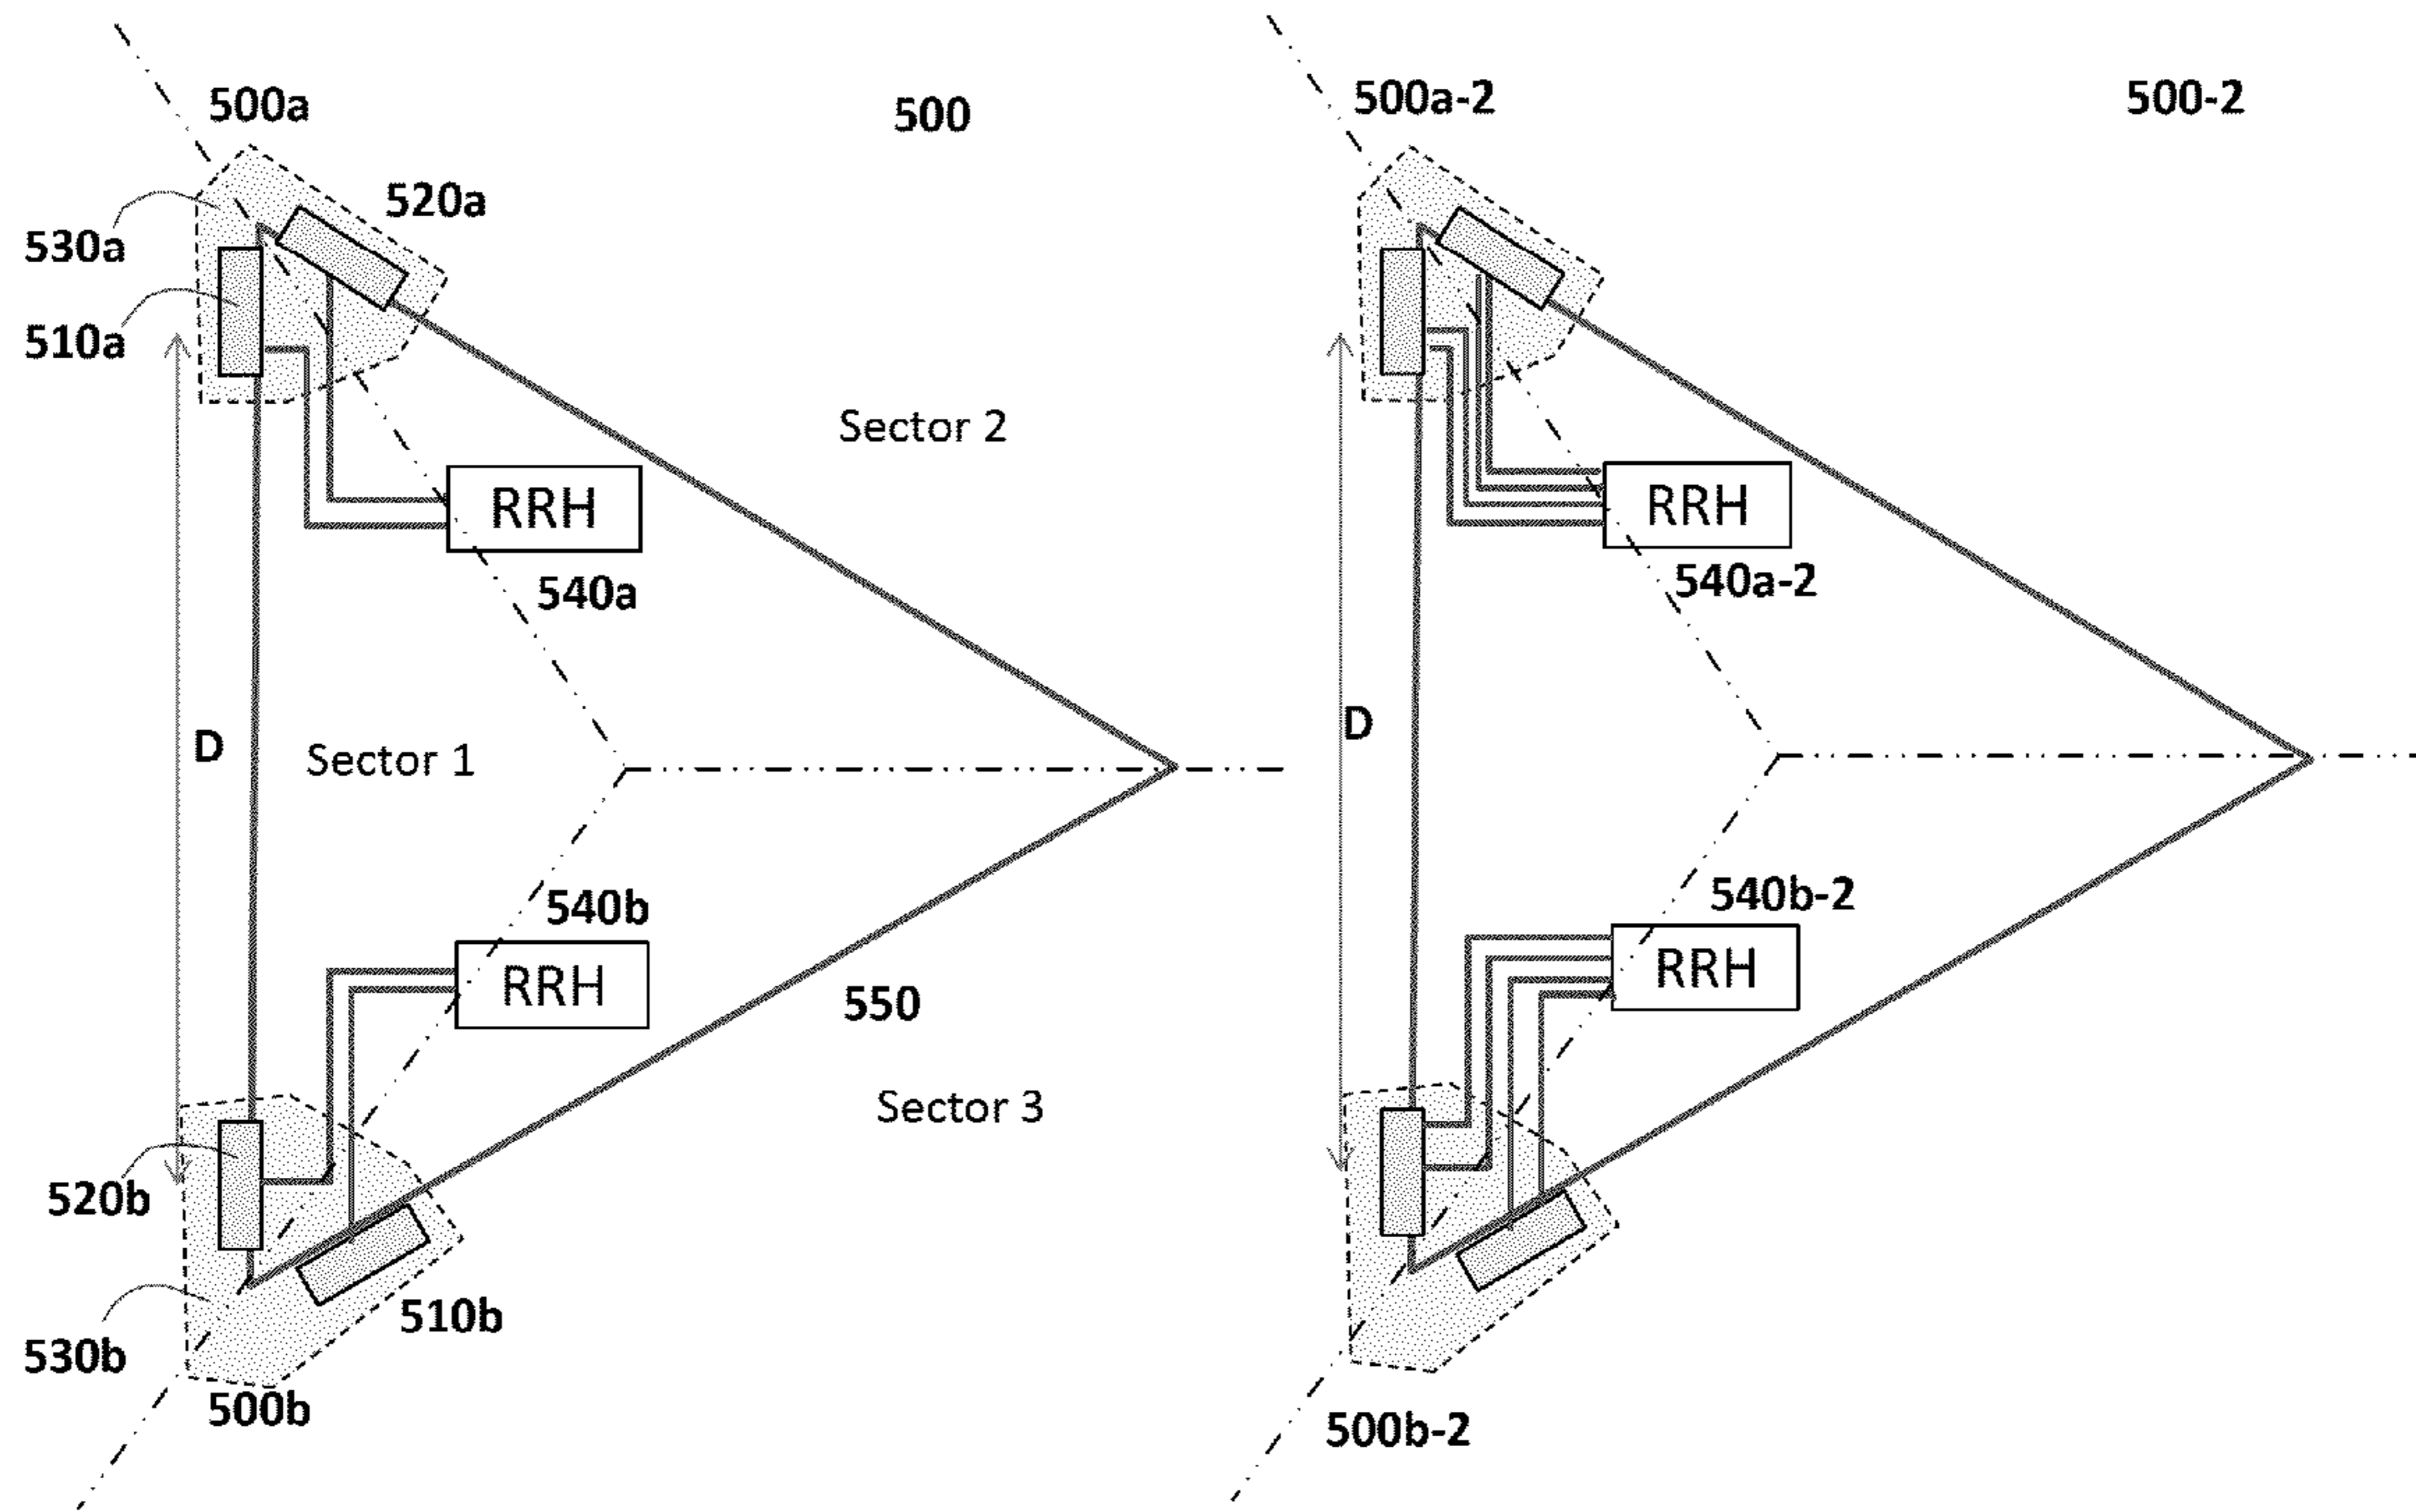 500a
500
520a
530a
510a
Sector 2
RRH
540a
D
Sector 1
540b
RRH
550
Sector 3
520b
510b
530b
500b
500a-2
500-2
RRH
540a-2
D
540b-2
RRH
500b-2